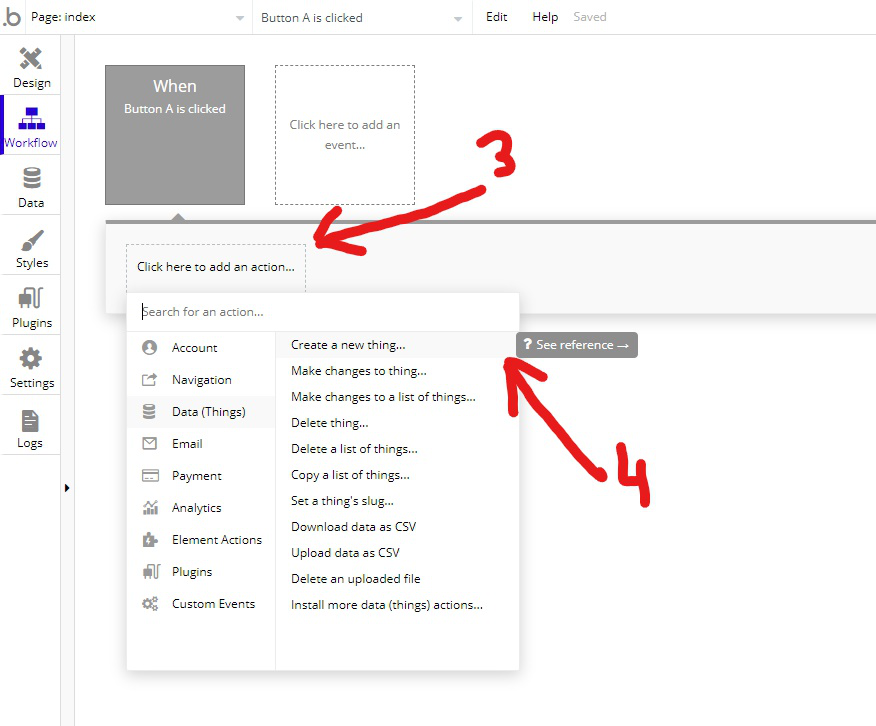 .b Page: index Button A is clicked Edit Help Saved
Design
Workflow
Data
Styles
Plugins
Settings
Logs
When
Button A is clicked
Click here to add an
event...
3
Click here to add an action...
Search for an action...
Account
Navigation
Data (Things)
Email
Payment
Analytics
Element Actions
Plugins
Custom Events
Create a new thing...
Make changes to thing...
Make changes to a list of things...
Delete thing...
Delete a list of things...
Copy a list of things...
Set a thing's slug...
Download data as CSV
Upload data as CSV
Delete an uploaded file
Install more data (things) actions...
? See reference →
4